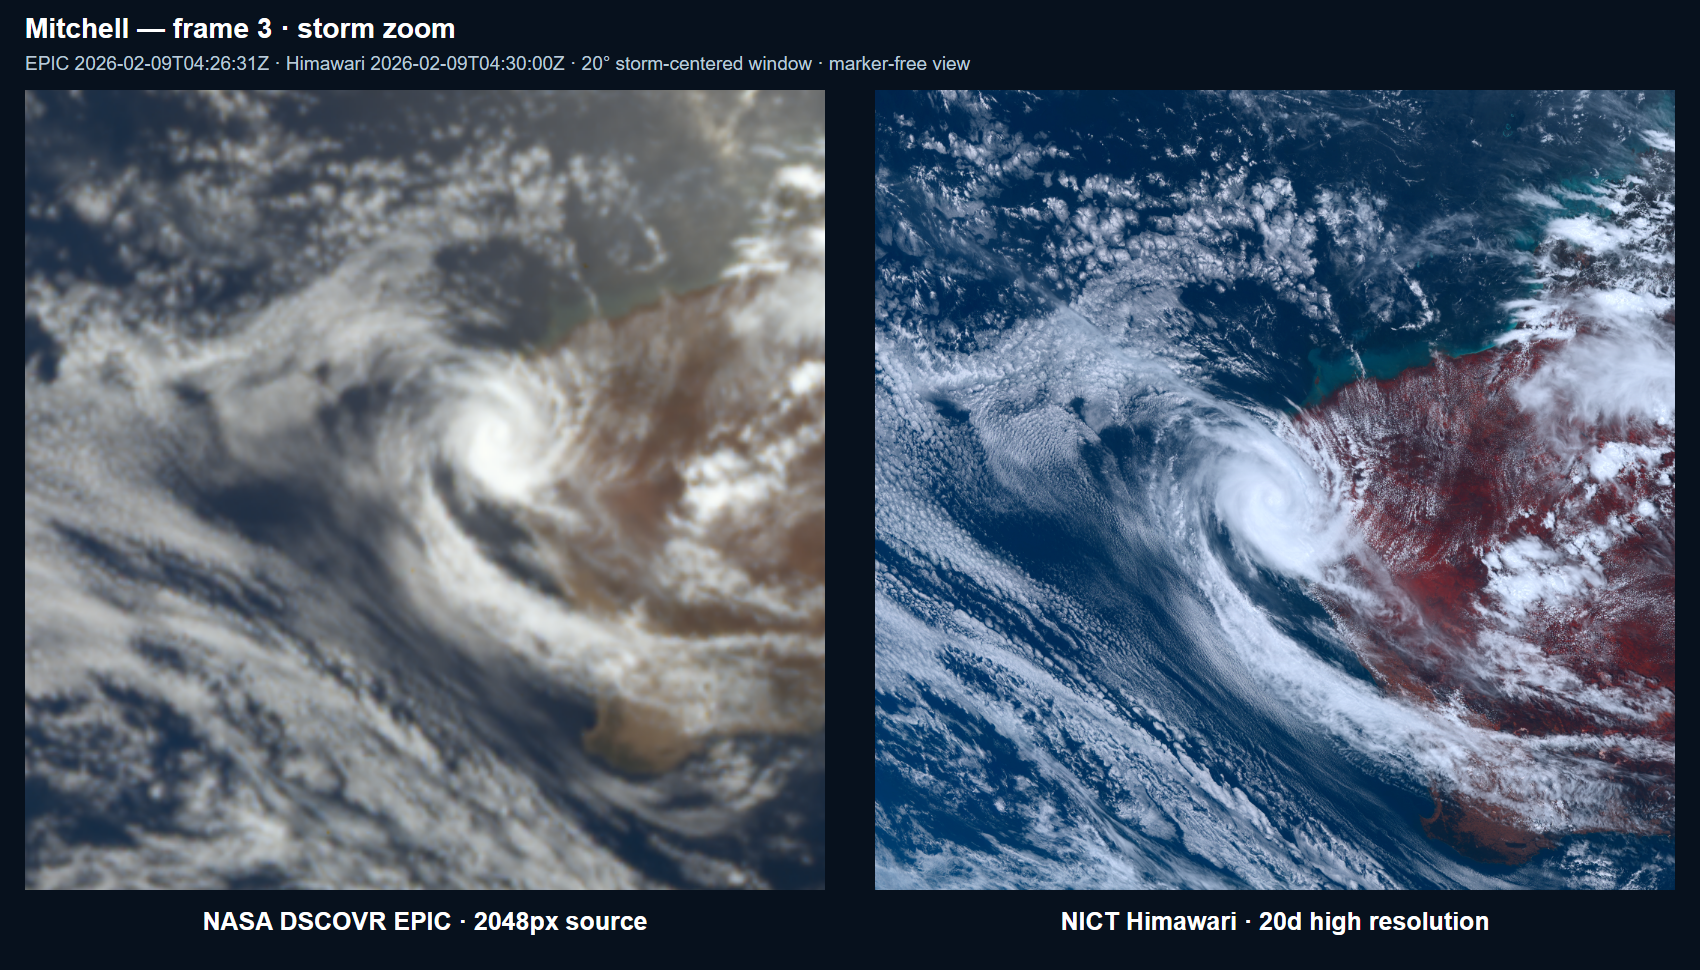 Mitchell — frame 3 · storm zoom
EPIC 2026-02-09T04:26:31Z · Himawari 2026-02-09T04:30:00Z · 20° storm-centered window · marker-free view
NASA DSCOVR EPIC · 2048px source
NICT Himawari · 20d high resolution